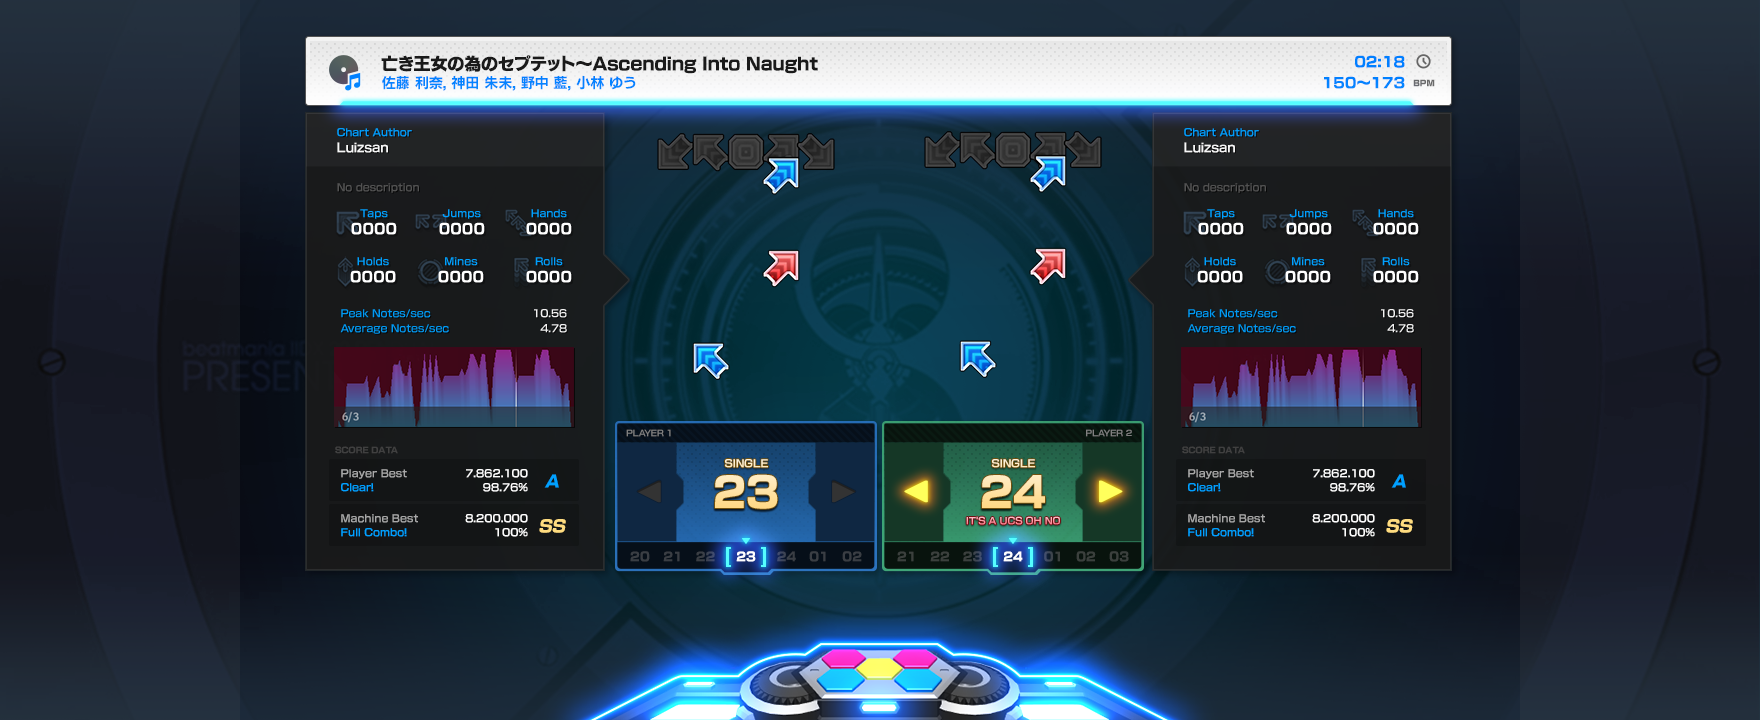 亡き王女の為のセプテット～Ascending Into Naught
佐藤 利奈, 神田 朱未, 野中 藍, 小林 ゆう
02:18
150～173 BPM
Chart Author
Luizsan
No description
Taps Jumps Hands
0000 0000 0000
Holds Mines Rolls
0000 0000 0000
Peak Notes/sec 10.56
Average Notes/sec 4.78
6/3
SCORE DATA
Player Best 7.862.100
Clear! 98.76% A
Machine Best 8.200.000
Full Combo! 100% SS
beatmania II
PRESEN
PLAYER 1
SINGLE
23
20 21 22 [23] 24 01 02
PLAYER 2
SINGLE
24
IT'S A UCS OH NO
21 22 23 [24] 01 02 03
Chart Author
Luizsan
No description
Taps Jumps Hands
0000 0000 0000
Holds Mines Rolls
0000 0000 0000
Peak Notes/sec 10.56
Average Notes/sec 4.78
6/3
SCORE DATA
Player Best 7.862.100
Clear! 98.76% A
Machine Best 8.200.000
Full Combo! 100% SS